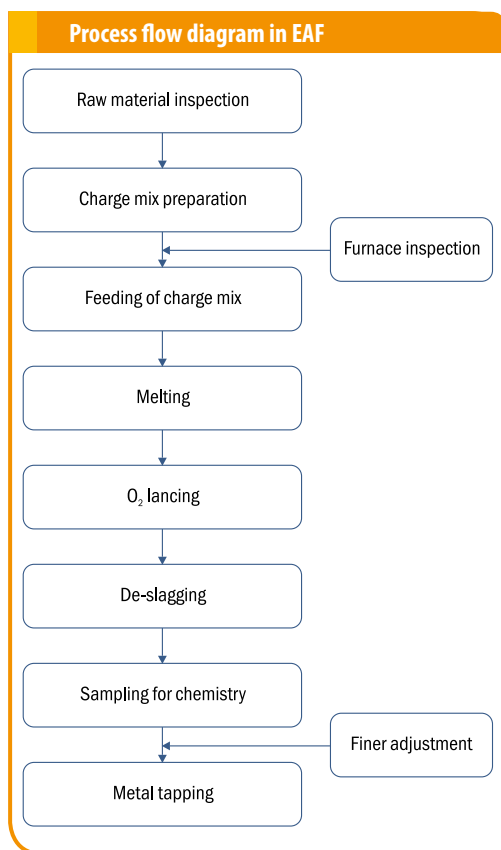 Process flow diagram in EAF
Raw material inspection
Charge mix preparation
Furnace inspection
Feeding of charge mix
Melting
O₂ lancing
De-slagging
Sampling for chemistry
Finer adjustment
Metal tapping